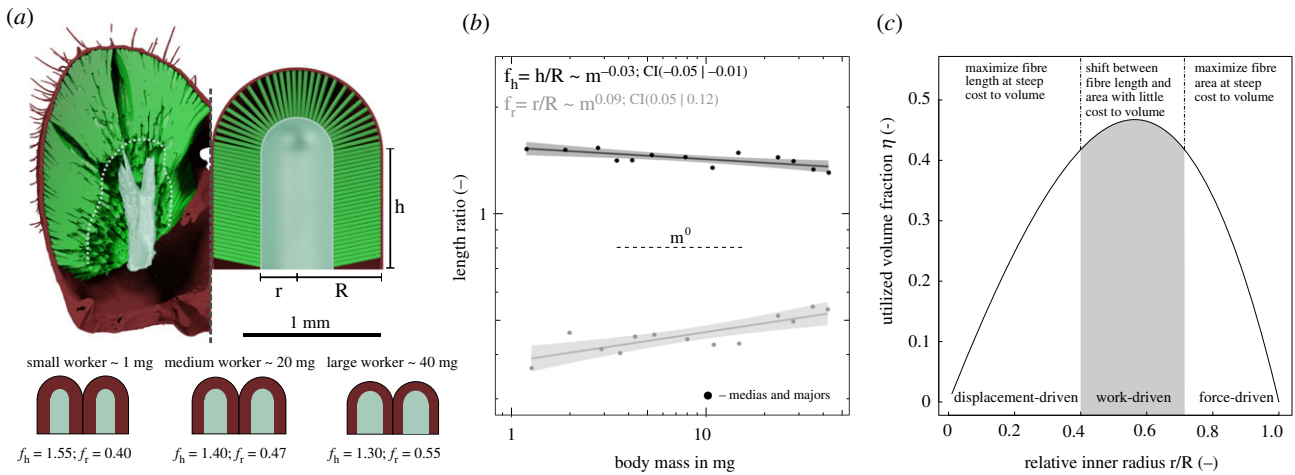 (a)
h
r
R
1 mm
small worker ~ 1 mg
medium worker ~ 20 mg
large worker ~ 40 mg
f_h = 1.55; f_r = 0.40
f_h = 1.40; f_r = 0.47
f_h = 1.30; f_r = 0.55
(b)
f_h = h/R ~ m^–0.03; CI(–0.05 | –0.01)
f_r = r/R ~ m^0.09; CI(0.05 | 0.12)
length ratio (–)
1
m^0
– medias and majors
1
10
body mass in mg
(c)
maximize fibre
length at steep
cost to volume
shift between
fibre length and
area with little
cost to volume
maximize fibre
area at steep
cost to volume
utilized volume fraction η (-)
0.5
0.4
0.3
0.2
0.1
0
displacement-driven
work-driven
force-driven
0
0.2
0.4
0.6
0.8
1.0
relative inner radius r/R (–)